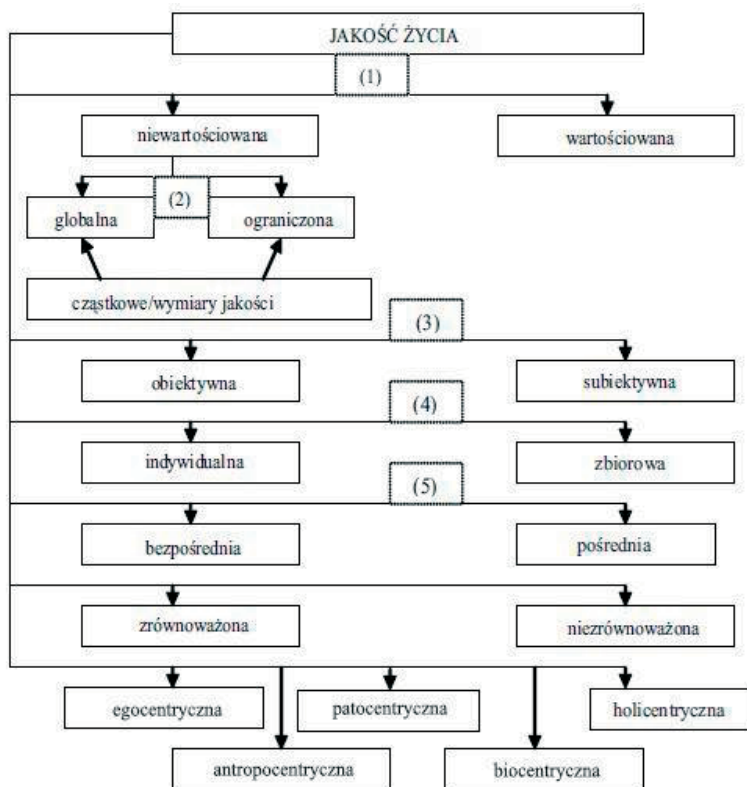 JAKOŚĆ ŻYCIA
(1)
niewartościowana wartościowana
(2)
globalna ograniczona
cząstkowe/wymiary jakości
(3)
obiektywna subiektywna
(4)
indywidualna zbiorowa
(5)
bezpośrednia pośrednia
zrównoważona niezrównoważona
egocentryczna patocentryczna holicentryczna
antropocentryczna biocentryczna